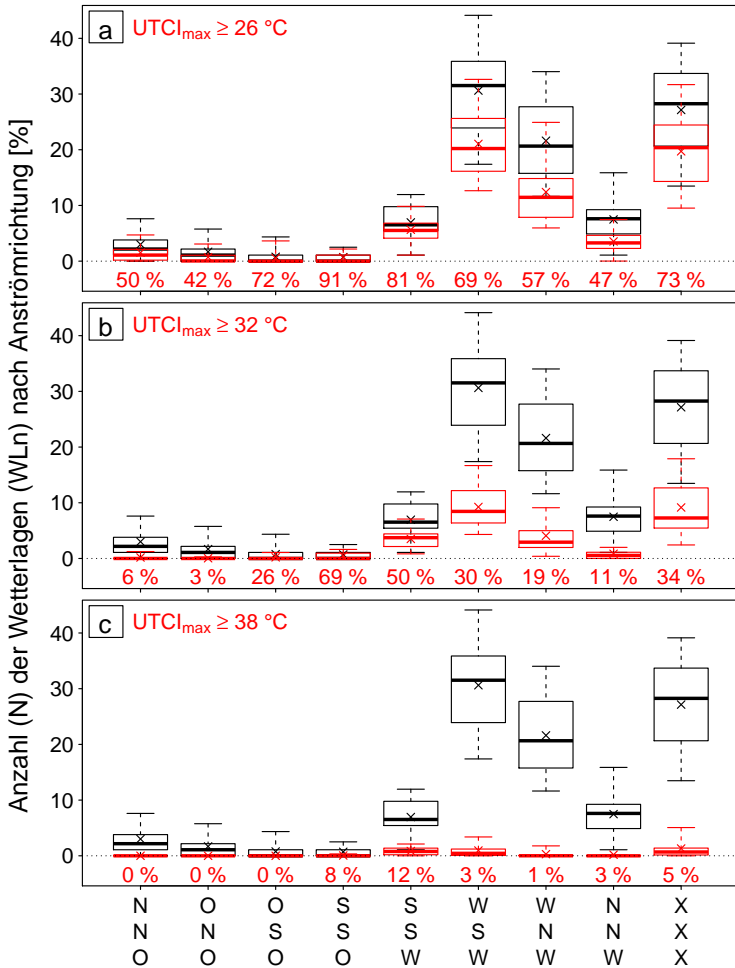 Anzahl (N) der Wetterlagen (WLn) nach Anströmrichtung [%]
a UTCImax ≥ 26 °C
40
30
20
10
0
50 % 42 % 72 % 91 % 81 % 69 % 57 % 47 % 73 %
b UTCImax ≥ 32 °C
40
30
20
10
0
6 % 3 % 26 % 69 % 50 % 30 % 19 % 11 % 34 %
c UTCImax ≥ 38 °C
40
30
20
10
0
0 % 0 % 0 % 8 % 12 % 3 % 1 % 3 % 5 %
N O O S S W W N X
N N S S S S N N X
O O O O W W W W X